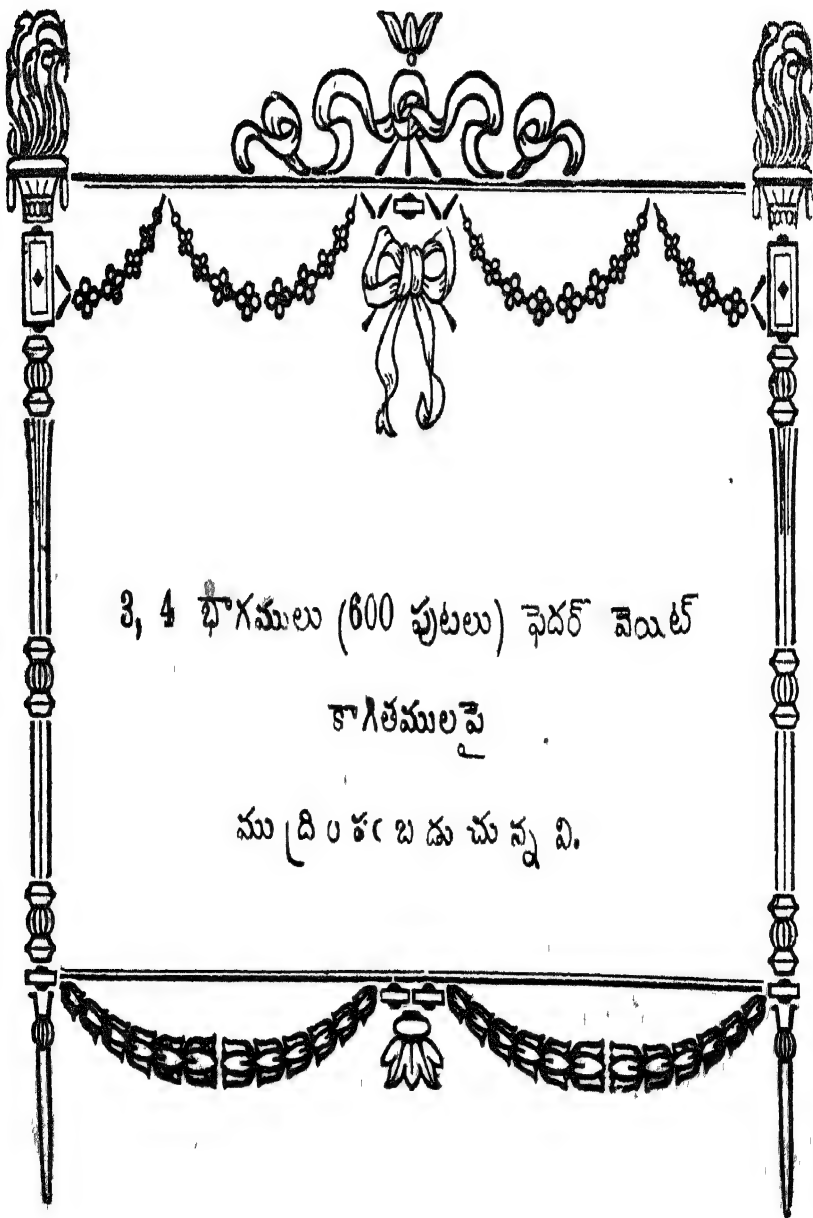 3, 4 భాగములు (600 పుటలు) ఫెదర్ వెయిట్
కాగితములపై
ముద్రింపఁబడుచున్నవి.